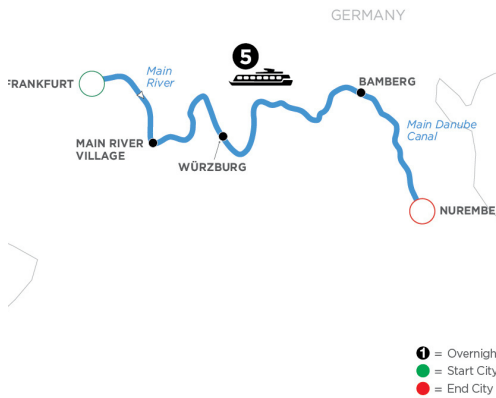 GERMANY
5
FRANKFURT
Main
River
BAMBERG
MAIN RIVER
VILLAGE
WÜRZBURG
Main Danube
Canal
NUREMBE
1 = Overnigh
= Start City
= End City